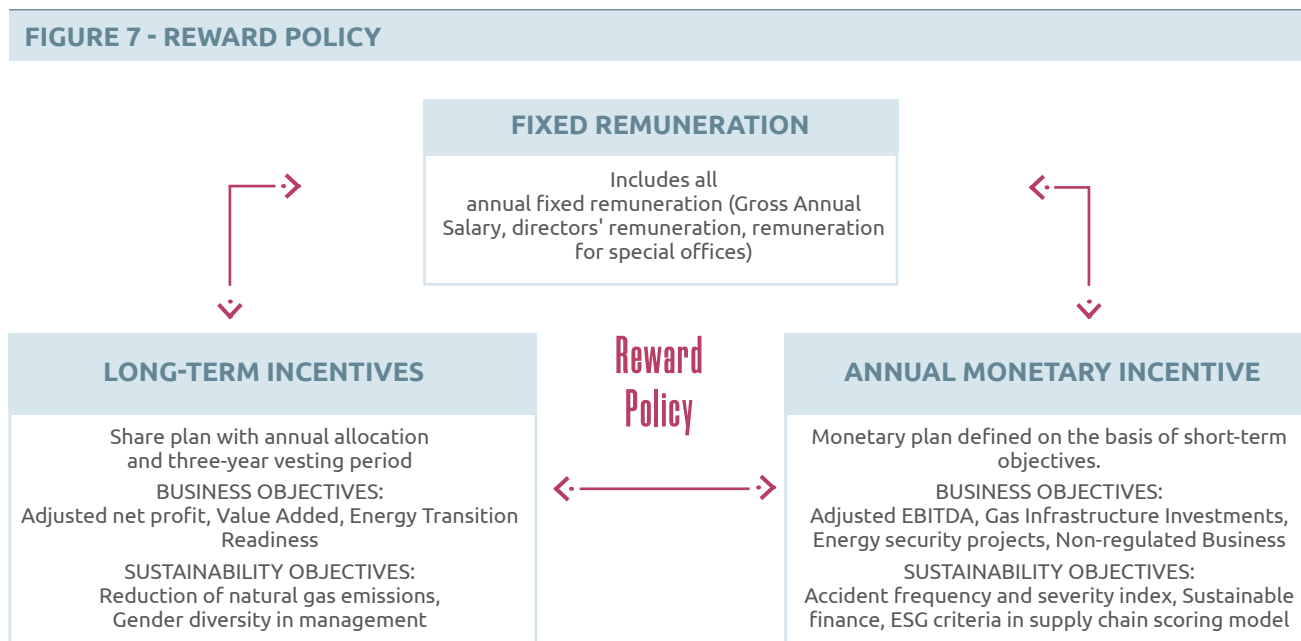 FIGURE 7 - REWARD POLICY
FIXED REMUNERATION
Includes all
annual fixed remuneration (Gross Annual
Salary, directors' remuneration, remuneration
for special offices)
LONG-TERM INCENTIVES
Share plan with annual allocation
and three-year vesting period
BUSINESS OBJECTIVES:
Adjusted net profit, Value Added, Energy Transition
Readiness
SUSTAINABILITY OBJECTIVES:
Reduction of natural gas emissions,
Gender diversity in management
Reward
Policy
ANNUAL MONETARY INCENTIVE
Monetary plan defined on the basis of short-term
objectives.
BUSINESS OBJECTIVES:
Adjusted EBITDA, Gas Infrastructure Investments,
Energy security projects, Non-regulated Business
SUSTAINABILITY OBJECTIVES:
Accident frequency and severity index, Sustainable
finance, ESG criteria in supply chain scoring model